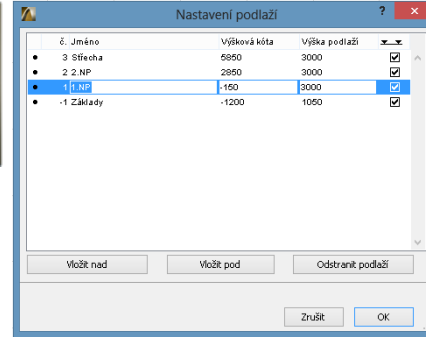 Nastavení podlaží
č. Jméno Výšková kóta Výška podlaží
3 Střecha 5850 3000
2 2.NP 2850 3000
1 1.NP -150 3000
-1 Základy -1200 1050
Vložit nad Vložit pod Odstranit podlaží
Zrušit OK